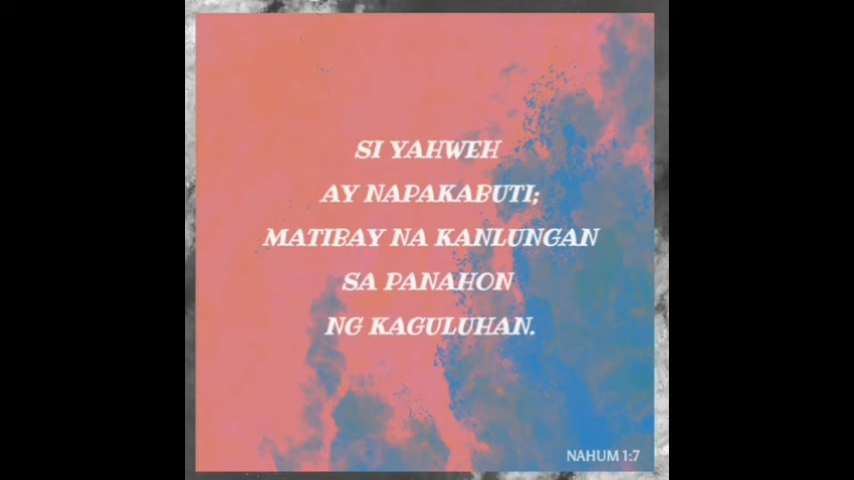 SI YAHWEH
AY NAPAKABUTI;
MATIBAY NA KANLUNGAN
SA PANAHON
NG KAGULUHAN.
NAHUM 1:7